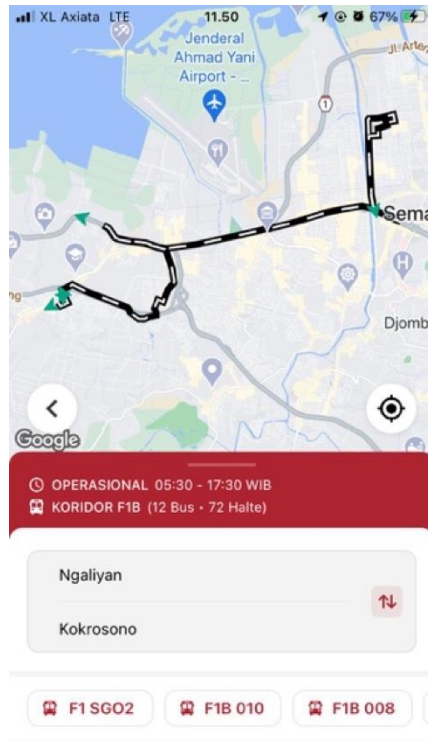 XL Axiata LTE 11.50 67%
Jenderal
Ahmad Yani
Airport - ...
Jl. Arter
1
Sema
ng
Djomb
Google
OPERASIONAL 05:30 - 17:30 WIB
KORIDOR F1B (12 Bus • 72 Halte)
Ngaliyan
Kokrosono
F1 SGO2 F1B 010 F1B 008